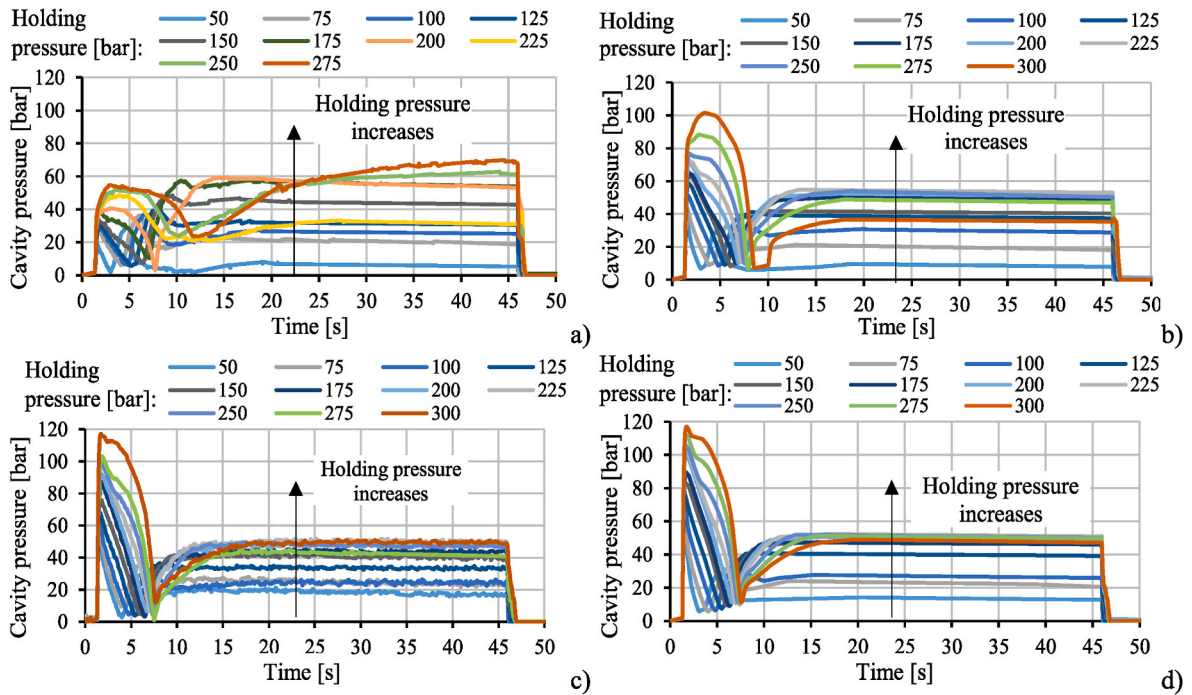 Holding pressure [bar]:
50 75 100 125
150 175 200 225
250 275
Cavity pressure [bar]
120
100
80
60
40
20
0
Holding pressure
increases
0 5 10 15 20 25 30 35 40 45 50
Time [s]
a)
Holding pressure [bar]:
50 75 100 125
150 175 200 225
250 275 300
Cavity pressure [bar]
120
100
80
60
40
20
0
Holding pressure
increases
0 5 10 15 20 25 30 35 40 45 50
Time [s]
b)
Holding pressure [bar]:
50 75 100 125
150 175 200 225
250 275 300
Cavity pressure [bar]
120
100
80
60
40
20
0
Holding pressure
increases
0 5 10 15 20 25 30 35 40 45 50
Time [s]
c)
Holding pressure [bar]:
50 75 100 125
150 175 200 225
250 275 300
Cavity pressure [bar]
120
100
80
60
40
20
0
Holding pressure
increases
0 5 10 15 20 25 30 35 40 45 50
Time [s]
d)